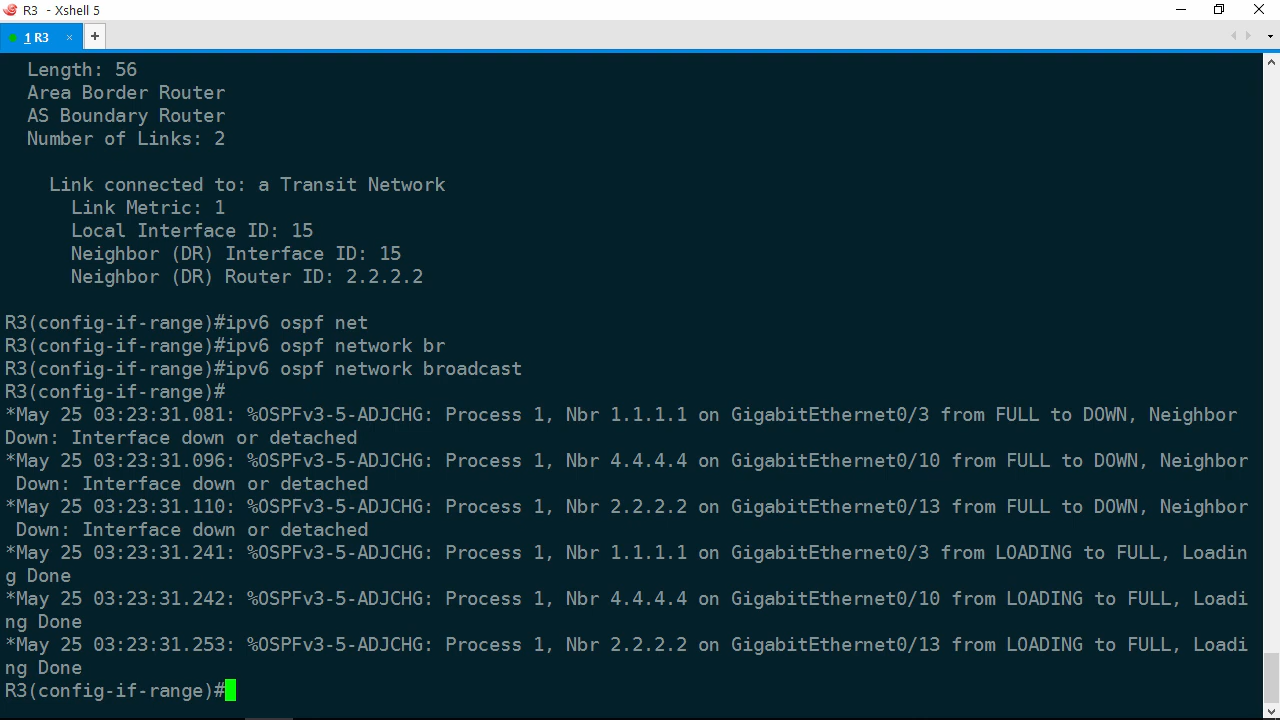 R3 - Xshell 5
1 R3 × +
Length: 56
Area Border Router
AS Boundary Router
Number of Links: 2
Link connected to: a Transit Network
Link Metric: 1
Local Interface ID: 15
Neighbor (DR) Interface ID: 15
Neighbor (DR) Router ID: 2.2.2.2
R3(config-if-range)#ipv6 ospf net
R3(config-if-range)#ipv6 ospf network br
R3(config-if-range)#ipv6 ospf network broadcast
R3(config-if-range)#
*May 25 03:23:31.081: %OSPFv3-5-ADJCHG: Process 1, Nbr 1.1.1.1 on GigabitEthernet0/3 from FULL to DOWN, Neighbor
Down: Interface down or detached
*May 25 03:23:31.096: %OSPFv3-5-ADJCHG: Process 1, Nbr 4.4.4.4 on GigabitEthernet0/10 from FULL to DOWN, Neighbor
Down: Interface down or detached
*May 25 03:23:31.110: %OSPFv3-5-ADJCHG: Process 1, Nbr 2.2.2.2 on GigabitEthernet0/13 from FULL to DOWN, Neighbor
Down: Interface down or detached
*May 25 03:23:31.241: %OSPFv3-5-ADJCHG: Process 1, Nbr 1.1.1.1 on GigabitEthernet0/3 from LOADING to FULL, Loadin
g Done
*May 25 03:23:31.242: %OSPFv3-5-ADJCHG: Process 1, Nbr 4.4.4.4 on GigabitEthernet0/10 from LOADING to FULL, Loadi
ng Done
*May 25 03:23:31.253: %OSPFv3-5-ADJCHG: Process 1, Nbr 2.2.2.2 on GigabitEthernet0/13 from LOADING to FULL, Loadi
ng Done
R3(config-if-range)#